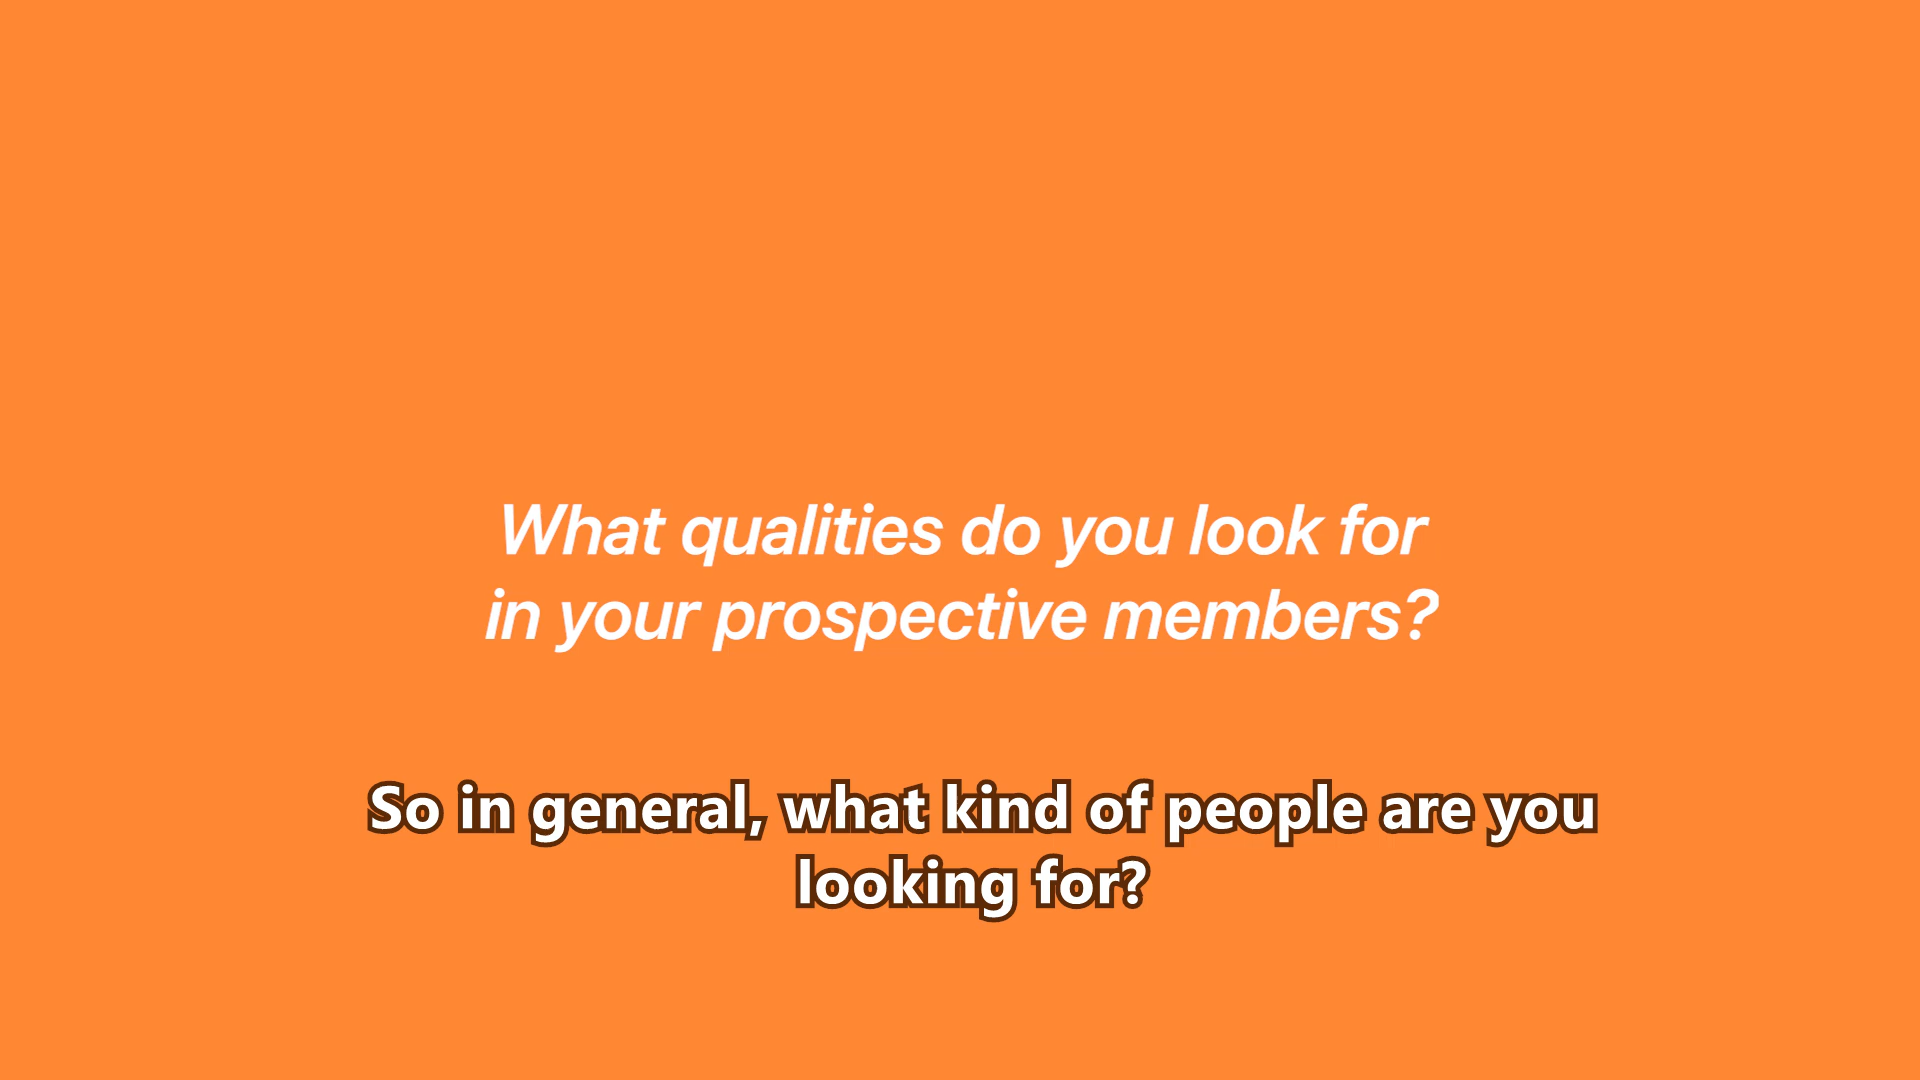 What qualities do you look for
in your prospective members?
So in general, what kind of people are you
looking for?